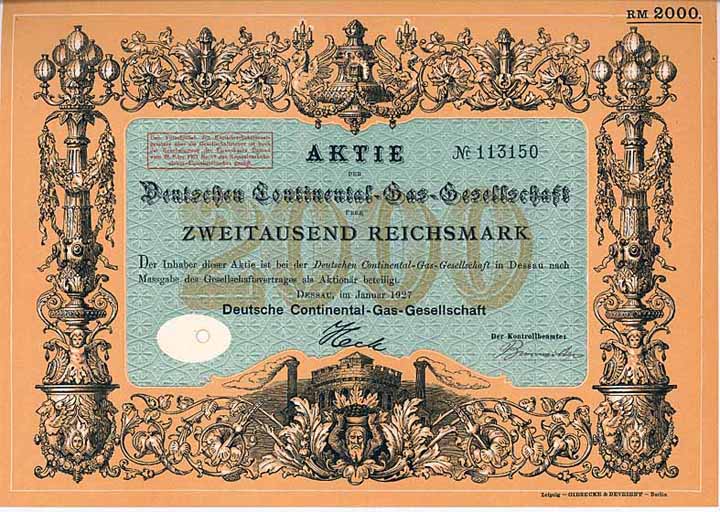 RM 2000.
AKTIE
№ 113150
DER
Deutschen Continental-Gas-Gesellschaft
ÜBER
2000
ZWEITAUSEND REICHSMARK
Der Inhaber dieser Aktie ist bei der Deutschen Continental-Gas-Gesellschaft in Dessau nach
Massgabe des Gesellschaftsvertrages als Aktionär beteiligt.
DESSAU, im Januar 1927
Deutsche Continental-Gas-Gesellschaft
Heck
Der Kontrollbeamte:
Leipzig — GIESECKE & DEVRIENT — Berlin